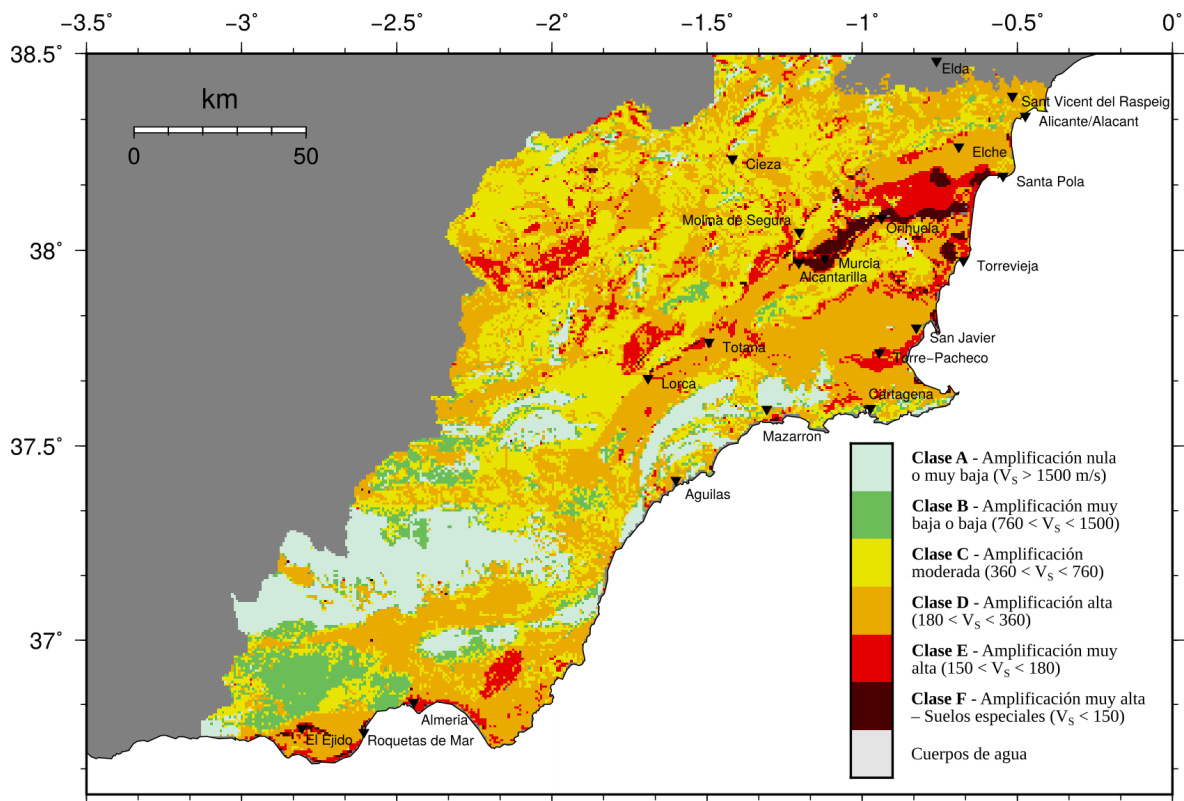 −3.5° −3° −2.5° −2° −1.5° −1° −0.5° 0°
38.5°
38°
37.5°
37°
km
0 50
Elda
Sant Vicent del Raspeig
Alicante/Alacant
Elche
Cieza
Santa Pola
Molina de Segura
Orihuela
Murcia
Torrevieja
Alcantarilla
San Javier
Totana
Torre−Pacheco
Lorca
Cartagena
Mazarron
Aguilas
Almeria
El Ejido
Roquetas de Mar
Clase A - Amplificación nula
o muy baja (VS > 1500 m/s)
Clase B - Amplificación muy
baja o baja (760 < VS < 1500)
Clase C - Amplificación
moderada (360 < VS < 760)
Clase D - Amplificación alta
(180 < VS < 360)
Clase E - Amplificación muy
alta (150 < VS < 180)
Clase F - Amplificación muy alta
– Suelos especiales (VS < 150)
Cuerpos de agua